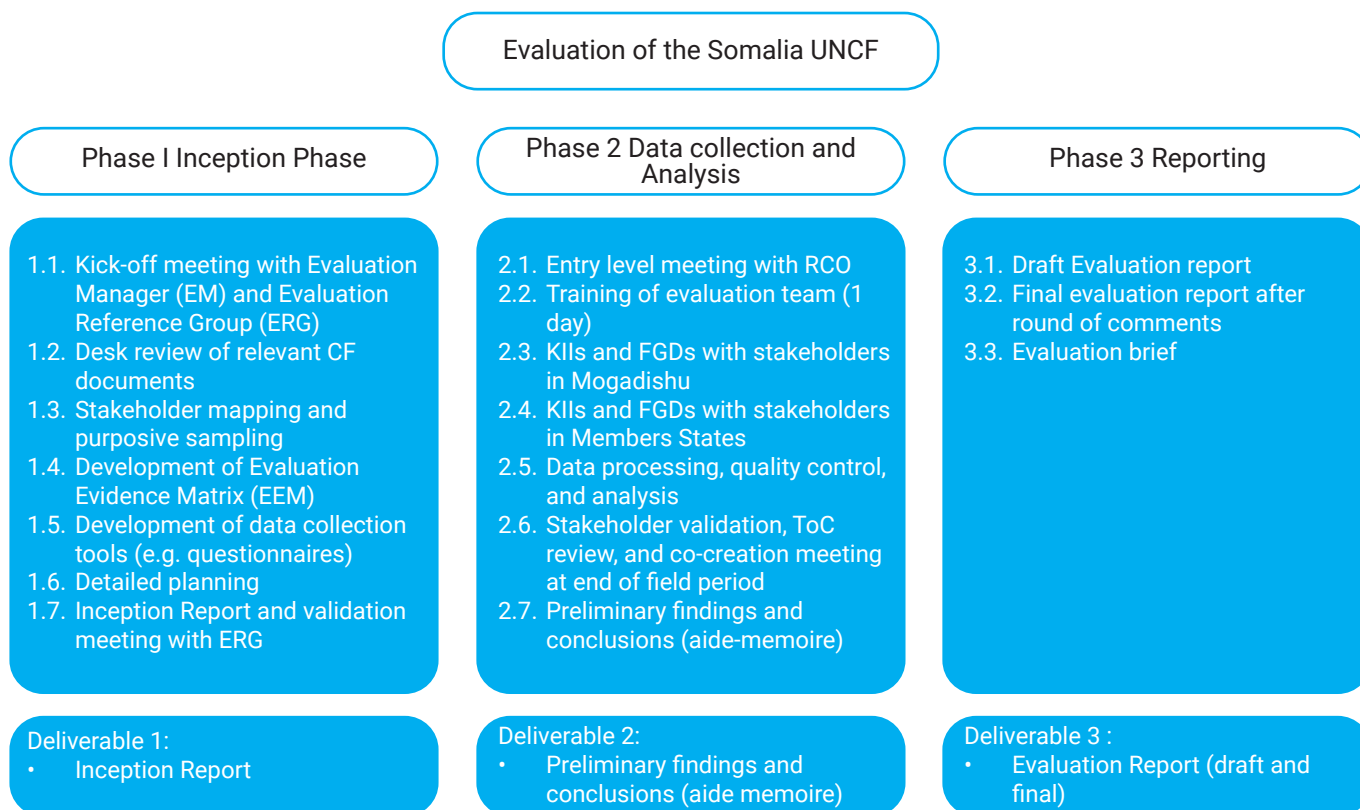 Evaluation of the Somalia UNCF
Phase I Inception Phase
1.1. Kick-off meeting with Evaluation
Manager (EM) and Evaluation
Reference Group (ERG)
1.2. Desk review of relevant CF
documents
1.3. Stakeholder mapping and
purposive sampling
1.4. Development of Evaluation
Evidence Matrix (EEM)
1.5. Development of data collection
tools (e.g. questionnaires)
1.6. Detailed planning
1.7. Inception Report and validation
meeting with ERG
Deliverable 1:
• Inception Report
Phase 2 Data collection and
Analysis
2.1. Entry level meeting with RCO
2.2. Training of evaluation team (1
day)
2.3. KIIs and FGDs with stakeholders
in Mogadishu
2.4. KIIs and FGDs with stakeholders
in Members States
2.5. Data processing, quality control,
and analysis
2.6. Stakeholder validation, ToC
review, and co-creation meeting
at end of field period
2.7. Preliminary findings and
conclusions (aide-memoire)
Deliverable 2:
• Preliminary findings and
conclusions (aide memoire)
Phase 3 Reporting
3.1. Draft Evaluation report
3.2. Final evaluation report after
round of comments
3.3. Evaluation brief
Deliverable 3 :
• Evaluation Report (draft and
final)